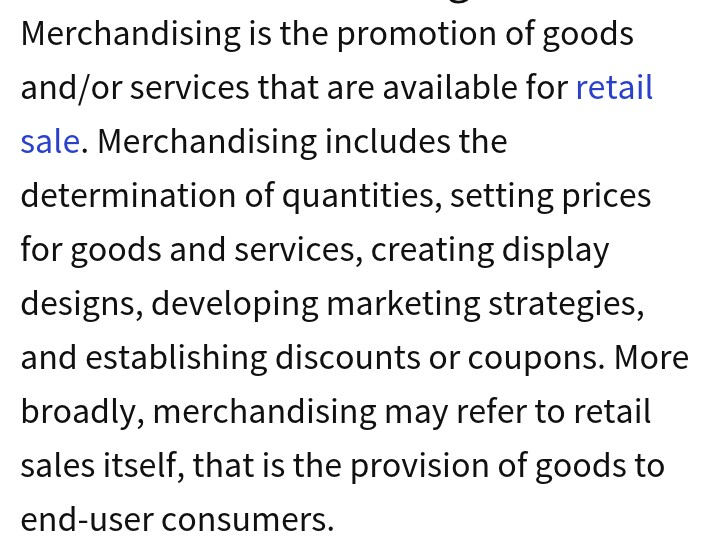 Merchandising is the promotion of goods
and/or services that are available for retail
sale. Merchandising includes the
determination of quantities, setting prices
for goods and services, creating display
designs, developing marketing strategies,
and establishing discounts or coupons. More
broadly, merchandising may refer to retail
sales itself, that is the provision of goods to
end-user consumers.